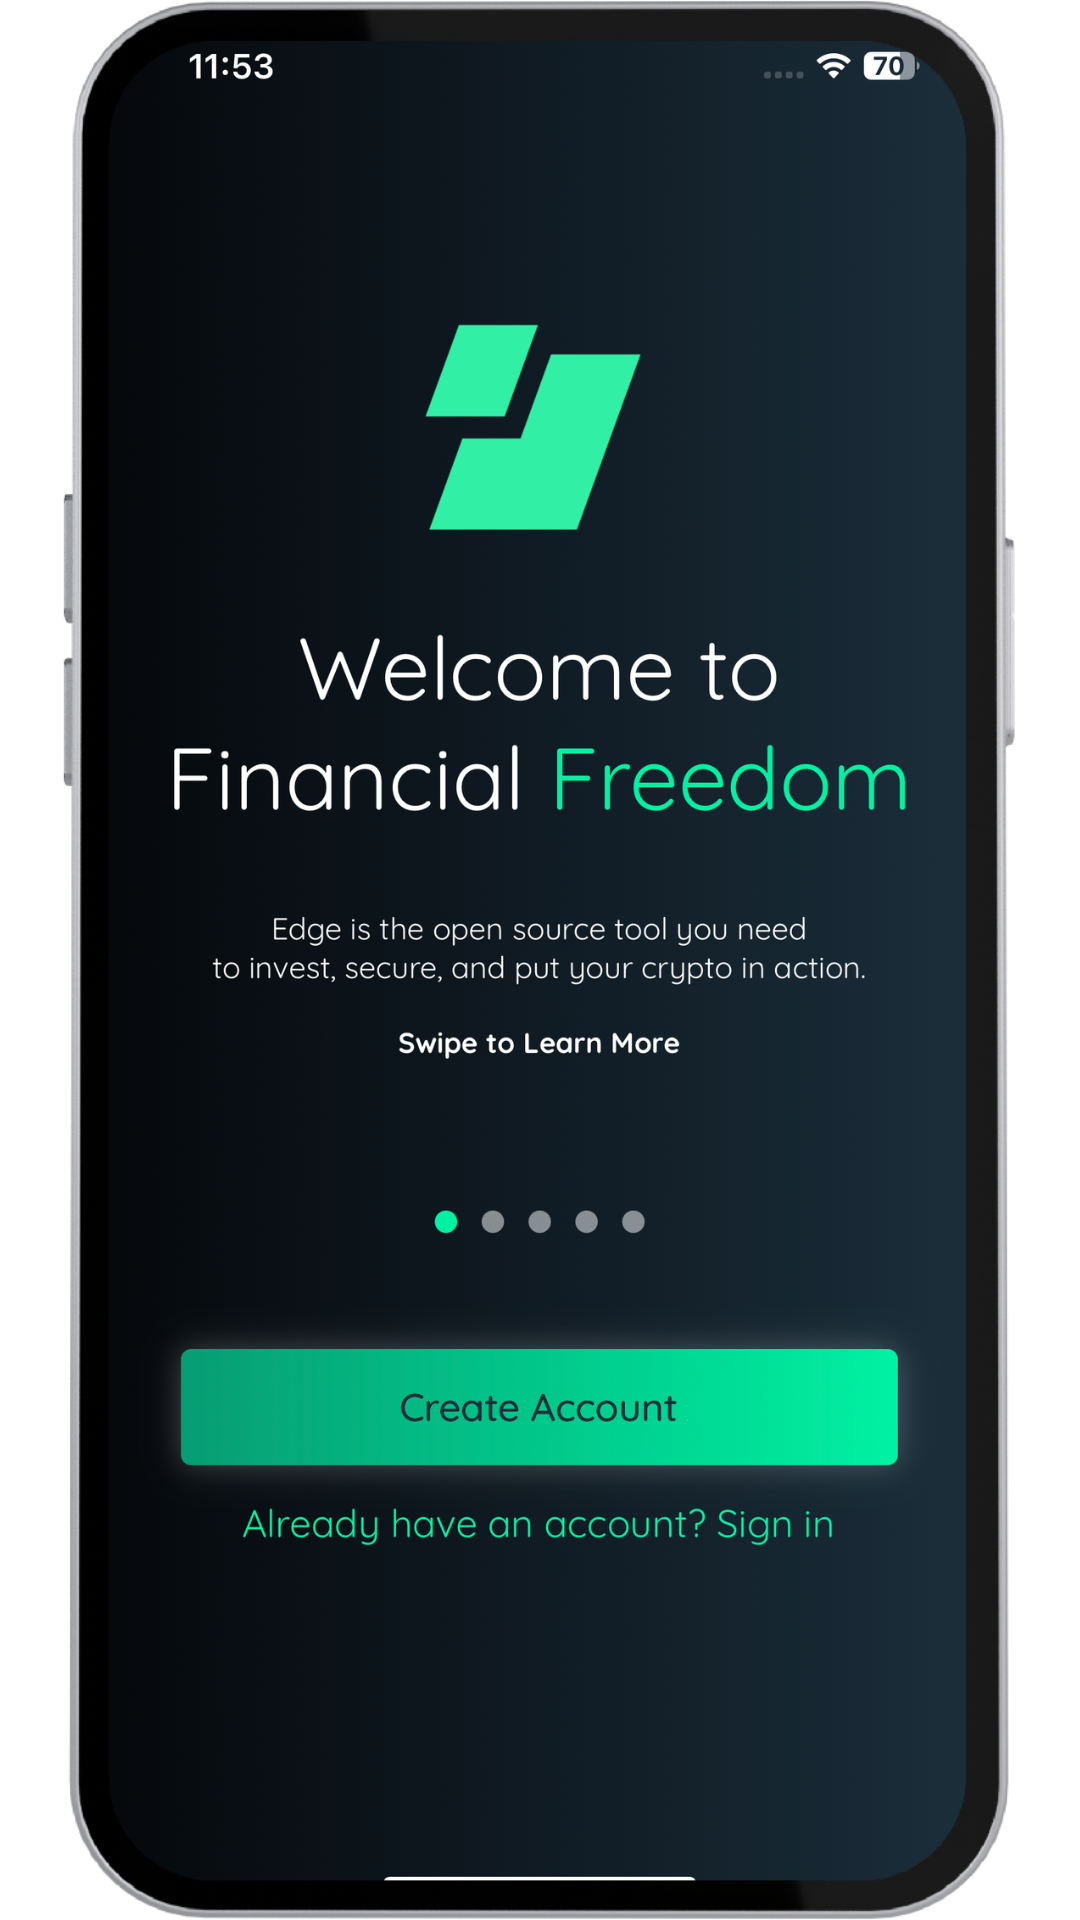 11:53
70
Welcome to
Financial Freedom
Edge is the open source tool you need
to invest, secure, and put your crypto in action.
Swipe to Learn More
Create Account
Already have an account? Sign in